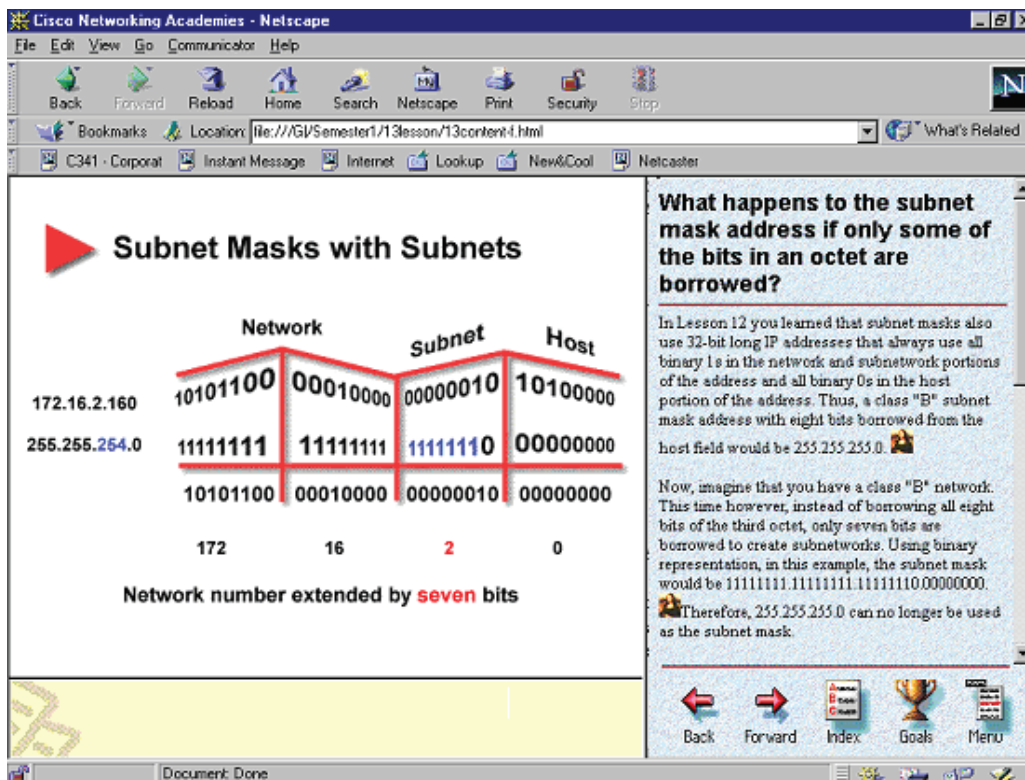 Cisco Networking Academies - Netscape
File Edit View Go Communicator Help
Back Forward Reload Home Search Netscape Print Security Stop
N
Bookmarks Location: file:///G|/Semester1/13lesson/13content-f.html What's Related
C341 - Corporat Instant Message Internet Lookup New&Cool Netcaster
Subnet Masks with Subnets
Network Subnet Host
172.16.2.160 10101100 00010000 00000010 10100000
255.255.254.0 11111111 11111111 11111110 00000000
10101100 00010000 00000010 00000000
172 16 2 0
Network number extended by seven bits
What happens to the subnet
mask address if only some of
the bits in an octet are
borrowed?
In Lesson 12 you learned that subnet masks also
use 32-bit long IP addresses that always use all
binary 1s in the network and subnetwork portions
of the address and all binary 0s in the host
portion of the address. Thus, a class "B" subnet
mask address with eight bits borrowed from the
host field would be 255.255.255.0.
Now, imagine that you have a class "B" network.
This time however, instead of borrowing all eight
bits of the third octet, only seven bits are
borrowed to create subnetworks. Using binary
representation, in this example, the subnet mask
would be 11111111.11111111.11111110.00000000.
Therefore, 255.255.255.0 can no longer be used
as the subnet mask.
Back Forward Index Goals Menu
Document: Done